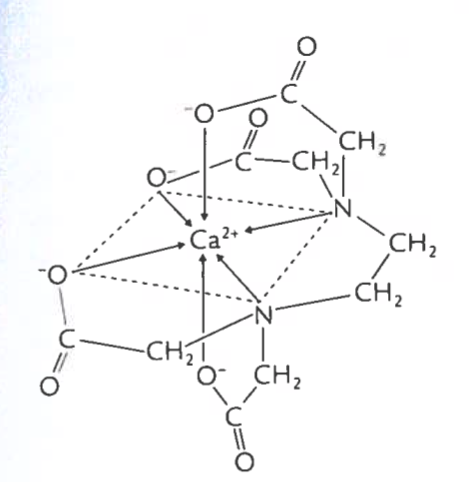 O
⁻O C
O
CH₂
O⁻ C CH₂
N
Ca²⁺
CH₂
⁻O
CH₂
N
C CH₂
O⁻ CH₂
O
C
O